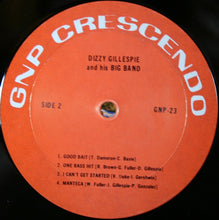 GNP CRESCENDO
DIZZY GILLESPIE
and his BIG BAND
SIDE 2
GNP-23
1. GOOD BAIT (T. Dameron-C. Basie)
2. ONE BASS HIT (R. Brown-G. Fuller-D. Gillespie)
3. I CAN'T GET STARTED (V. Duke-I. Gershwin)
4. MANTECA (W. Fuller-J. Gillespie-P. Gonzales)